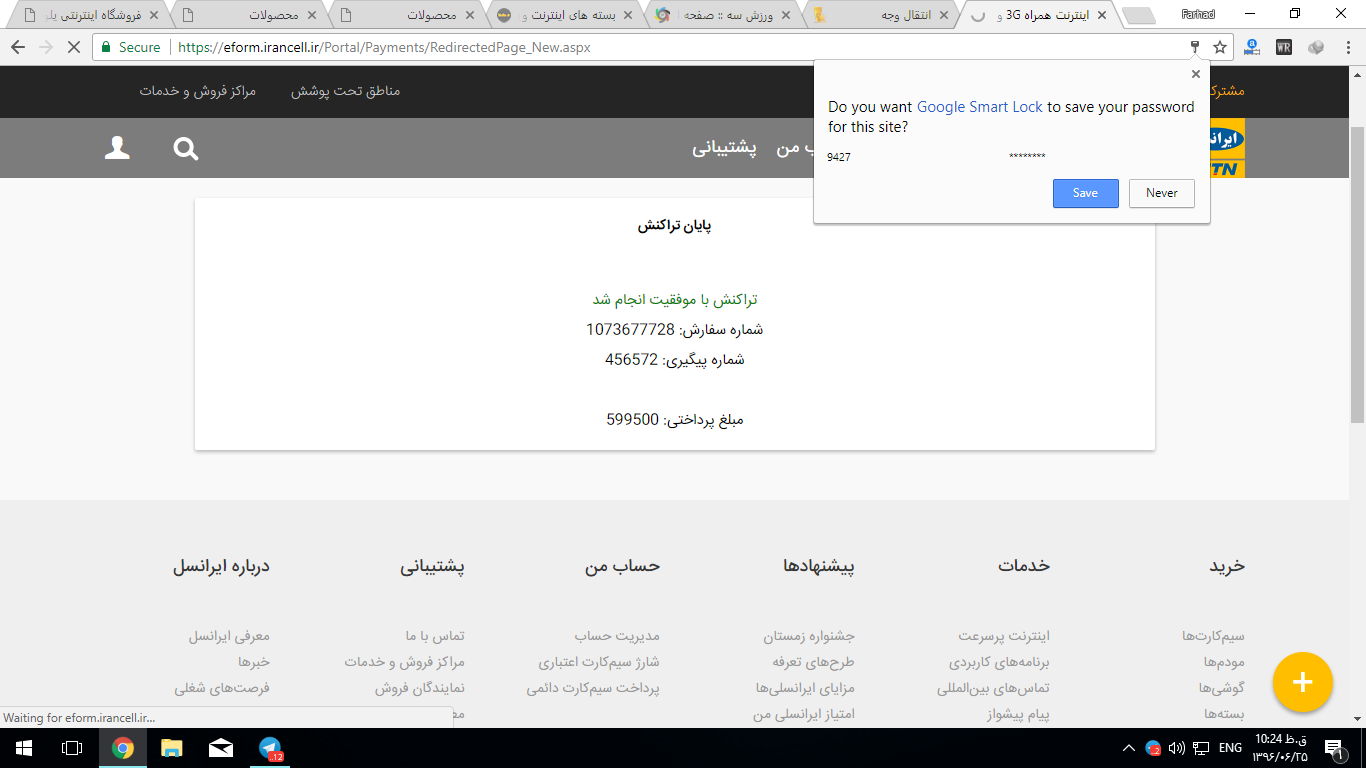 فروشگاه اینترنتی پار
محصولات
محصولات
بسته های اینترنت و
ورزش سه :: صفحه ا
انتقال وجه
اینترنت همراه 3G و
Farhad
Secure
https://eform.irancell.ir/Portal/Payments/RedirectedPage_New.aspx
مشترک
مناطق تحت پوشش
مراکز فروش و خدمات
ب من
پشتیبانی
Do you want Google Smart Lock to save your password
for this site?
9427 ********
Save
Never
پایان تراکنش
تراکنش با موفقیت انجام شد
شماره سفارش: 1073677728
شماره پیگیری: 456572
مبلغ پرداختی: 599500
خرید
سیم‌کارت‌ها
مودم‌ها
گوشی‌ها
بسته‌ها
خدمات
اینترنت پرسرعت
برنامه‌های کاربردی
تماس‌های بین‌المللی
پیام پیشواز
پیشنهادها
جشنواره زمستان
طرح‌های تعرفه
مزایای ایرانسلی‌ها
امتیاز ایرانسلی من
حساب من
مدیریت حساب
شارژ سیم‌کارت اعتباری
پرداخت سیم‌کارت دائمی
پشتیبانی
تماس با ما
مراکز فروش و خدمات
نمایندگان فروش
درباره ایرانسل
معرفی ایرانسل
خبرها
فرصت‌های شغلی
Waiting for eform.irancell.ir...
..12
..2
ENG
10:24 ق.ظ
۱۳۹۶/۰۶/۲۵
۱